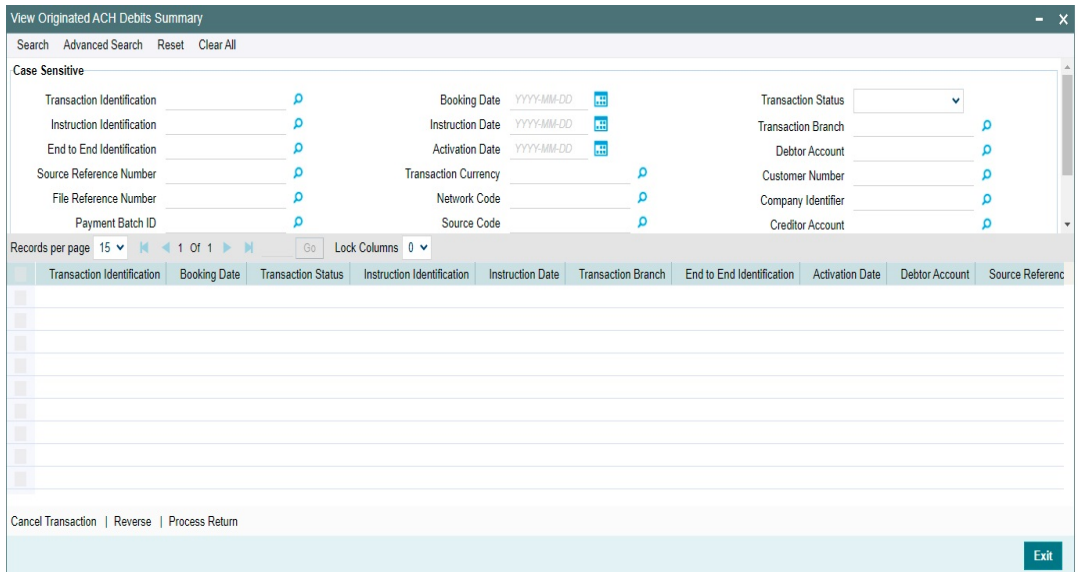 View Originated ACH Debits Summary
Search Advanced Search Reset Clear All
Case Sensitive
Transaction Identification Booking Date YYYY-MM-DD Transaction Status
Instruction Identification Instruction Date YYYY-MM-DD Transaction Branch
End to End Identification Activation Date YYYY-MM-DD Debtor Account
Source Reference Number Transaction Currency Customer Number
File Reference Number Network Code Company Identifier
Payment Batch ID Source Code Creditor Account
Records per page 15 1 Of 1 Go Lock Columns 0
Transaction Identification Booking Date Transaction Status Instruction Identification Instruction Date Transaction Branch End to End Identification Activation Date Debtor Account Source Referenc
Cancel Transaction | Reverse | Process Return
Exit